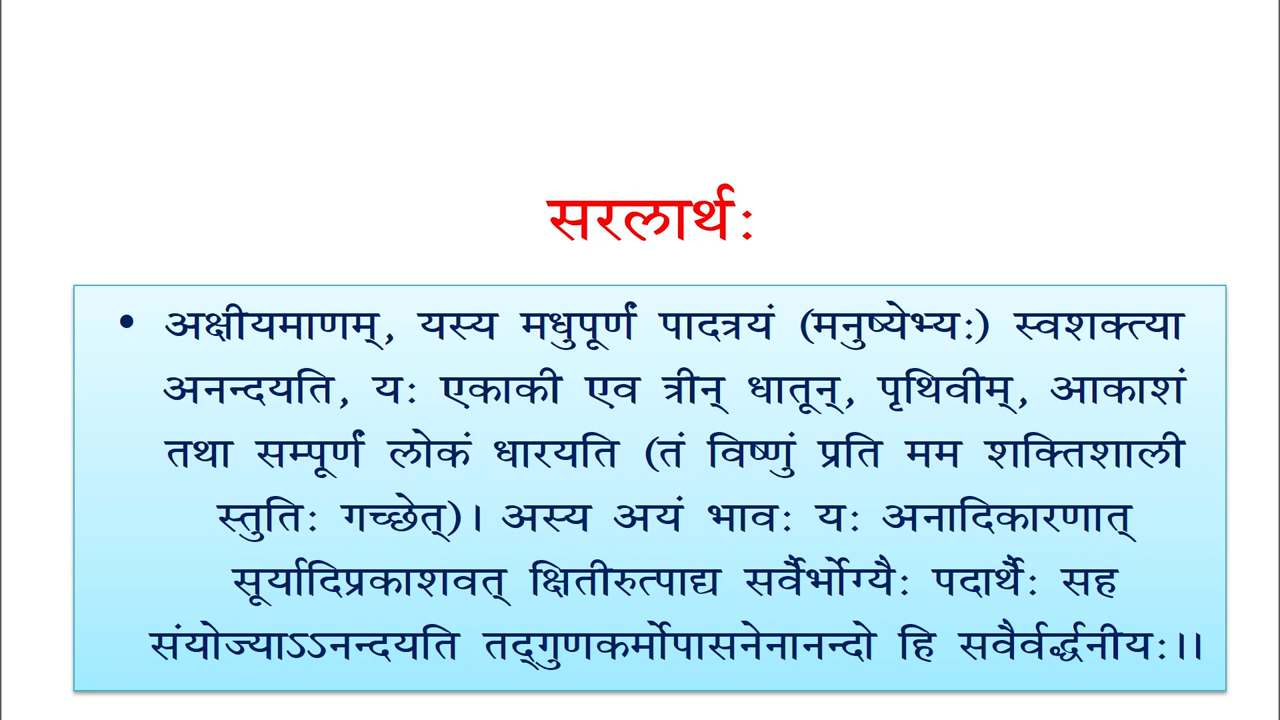 सरलार्थः
• अक्षीयमाणम्, यस्य मधुपूर्णं पादत्रयं (मनुष्येभ्यः) स्वशक्त्या
अनन्दयति, यः एकाकी एव त्रीन् धातून्, पृथिवीम्, आकाशं
तथा सम्पूर्णं लोकं धारयति (तं विष्णुं प्रति मम शक्तिशाली
स्तुतिः गच्छेत्)। अस्य अयं भावः यः अनादिकारणात्
सूर्यादिप्रकाशवत् क्षितीरुत्पाद्य सर्वैर्भोग्यैः पदार्थैः सह
संयोज्याऽऽनन्दयति तद्गुणकर्मोपासनेनानन्दो हि सवैर्वर्द्धनीयः।।